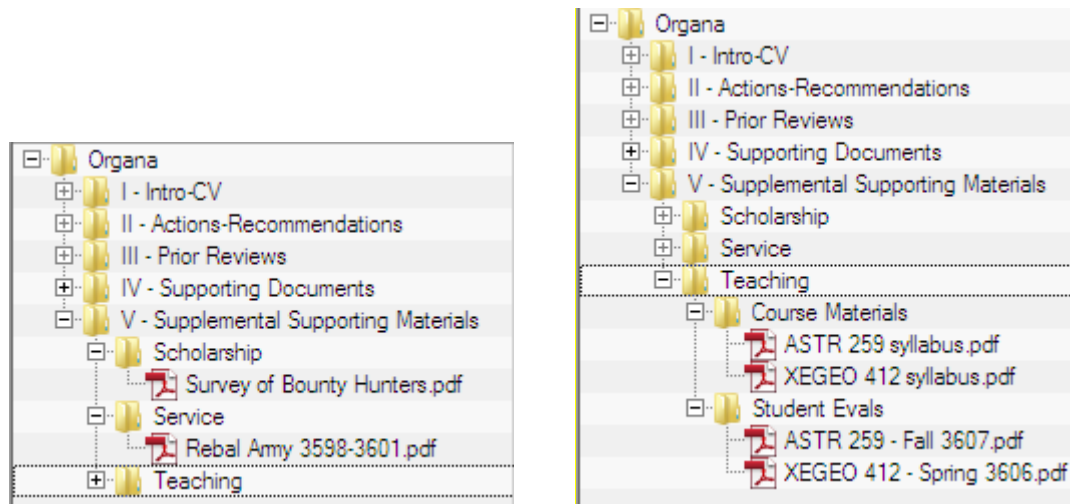 Organa
I - Intro-CV
II - Actions-Recommendations
III - Prior Reviews
IV - Supporting Documents
V - Supplemental Supporting Materials
Scholarship
Survey of Bounty Hunters.pdf
Service
Rebal Army 3598-3601.pdf
Teaching
Organa
I - Intro-CV
II - Actions-Recommendations
III - Prior Reviews
IV - Supporting Documents
V - Supplemental Supporting Materials
Scholarship
Service
Teaching
Course Materials
ASTR 259 syllabus.pdf
XEGEO 412 syllabus.pdf
Student Evals
ASTR 259 - Fall 3607.pdf
XEGEO 412 - Spring 3606.pdf